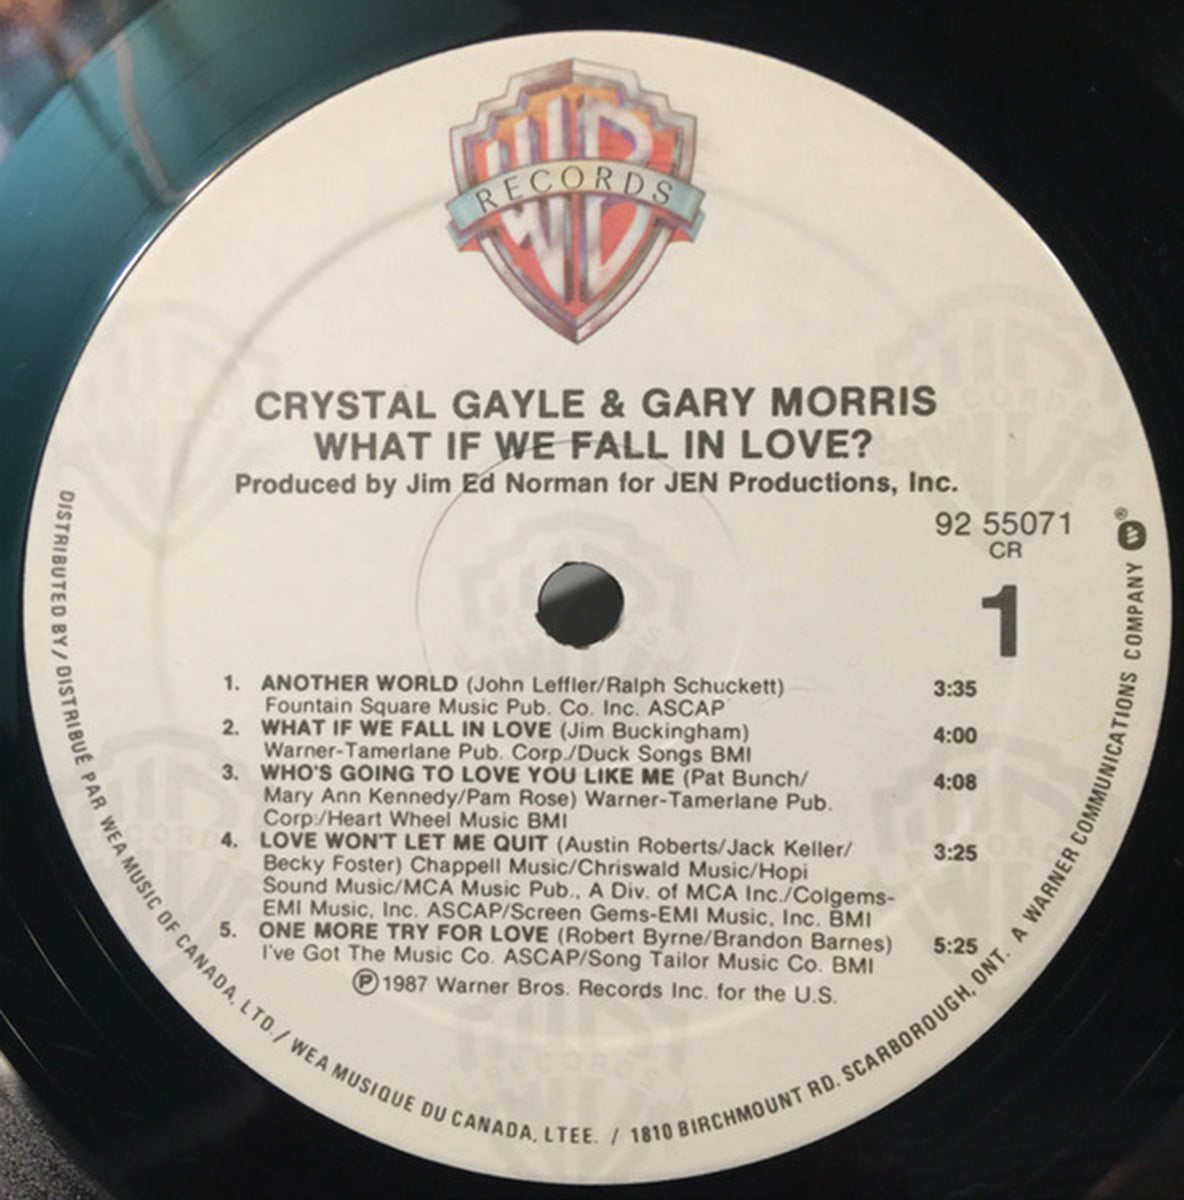 WB
RECORDS
CRYSTAL GAYLE & GARY MORRIS
WHAT IF WE FALL IN LOVE?
Produced by Jim Ed Norman for JEN Productions, Inc.
92 55071
CR
1
1. ANOTHER WORLD (John Leffler/Ralph Schuckett) 3:35
Fountain Square Music Pub. Co. Inc. ASCAP
2. WHAT IF WE FALL IN LOVE (Jim Buckingham) 4:00
Warner-Tamerlane Pub. Corp./Duck Songs BMI
3. WHO'S GOING TO LOVE YOU LIKE ME (Pat Bunch/ 4:08
Mary Ann Kennedy/Pam Rose) Warner-Tamerlane Pub.
Corp./Heart Wheel Music BMI
4. LOVE WON'T LET ME QUIT (Austin Roberts/Jack Keller/ 3:25
Becky Foster) Chappell Music/Chriswald Music/Hopi
Sound Music/MCA Music Pub., A Div. of MCA Inc./Colgems-
EMI Music, Inc. ASCAP/Screen Gems-EMI Music, Inc. BMI
5. ONE MORE TRY FOR LOVE (Robert Byrne/Brandon Barnes) 5:25
I've Got The Music Co. ASCAP/Song Tailor Music Co. BMI
Ⓟ1987 Warner Bros. Records Inc. for the U.S.
DISTRIBUTED BY/DISTRIBUÉ PAR WEA MUSIC OF CANADA, LTD./WEA MUSIQUE DU CANADA, LTEE. / 1810 BIRCHMOUNT RD. SCARBOROUGH, ONT. A WARNER COMMUNICATIONS COMPANY W®